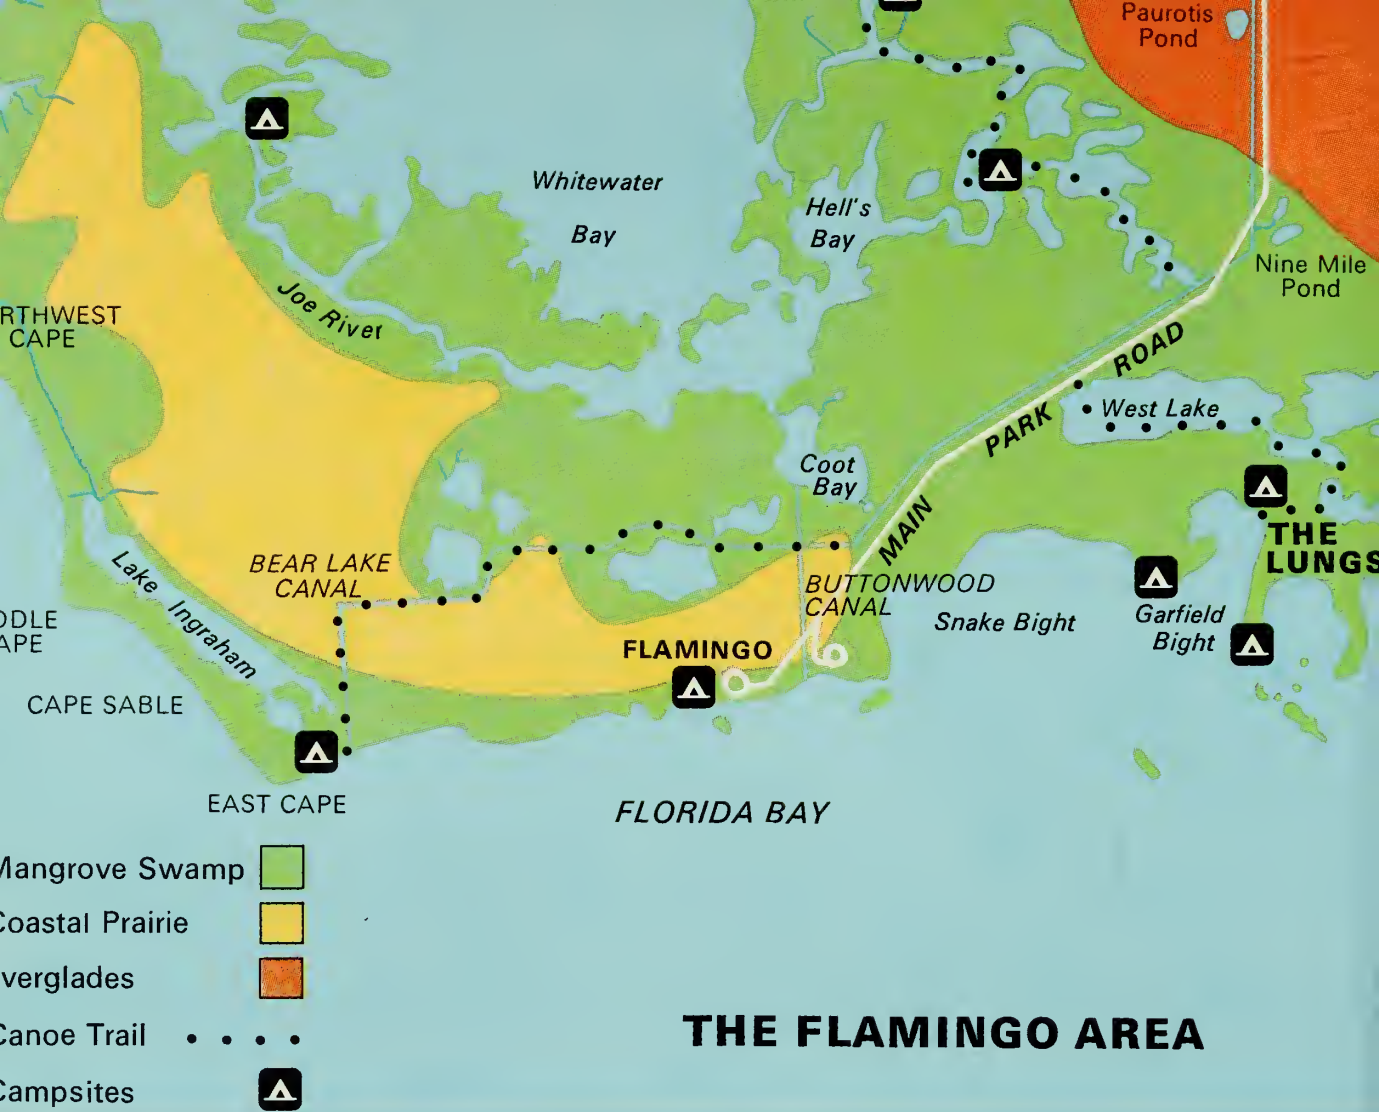 Paurotis
Pond
Whitewater
Bay
Hell's
Bay
Nine Mile
Pond
Joe River
RTHWEST
CAPE
PARK ROAD
West Lake
Coot
Bay
MAIN
THE
LUNGS
BEAR LAKE
CANAL
Lake Ingraham
BUTTONWOOD
CANAL
Garfield
Bight
Snake Bight
DDLE
APE
FLAMINGO
CAPE SABLE
EAST CAPE
FLORIDA BAY
Mangrove Swamp
Coastal Prairie
verglades
Canoe Trail
Campsites
THE FLAMINGO AREA